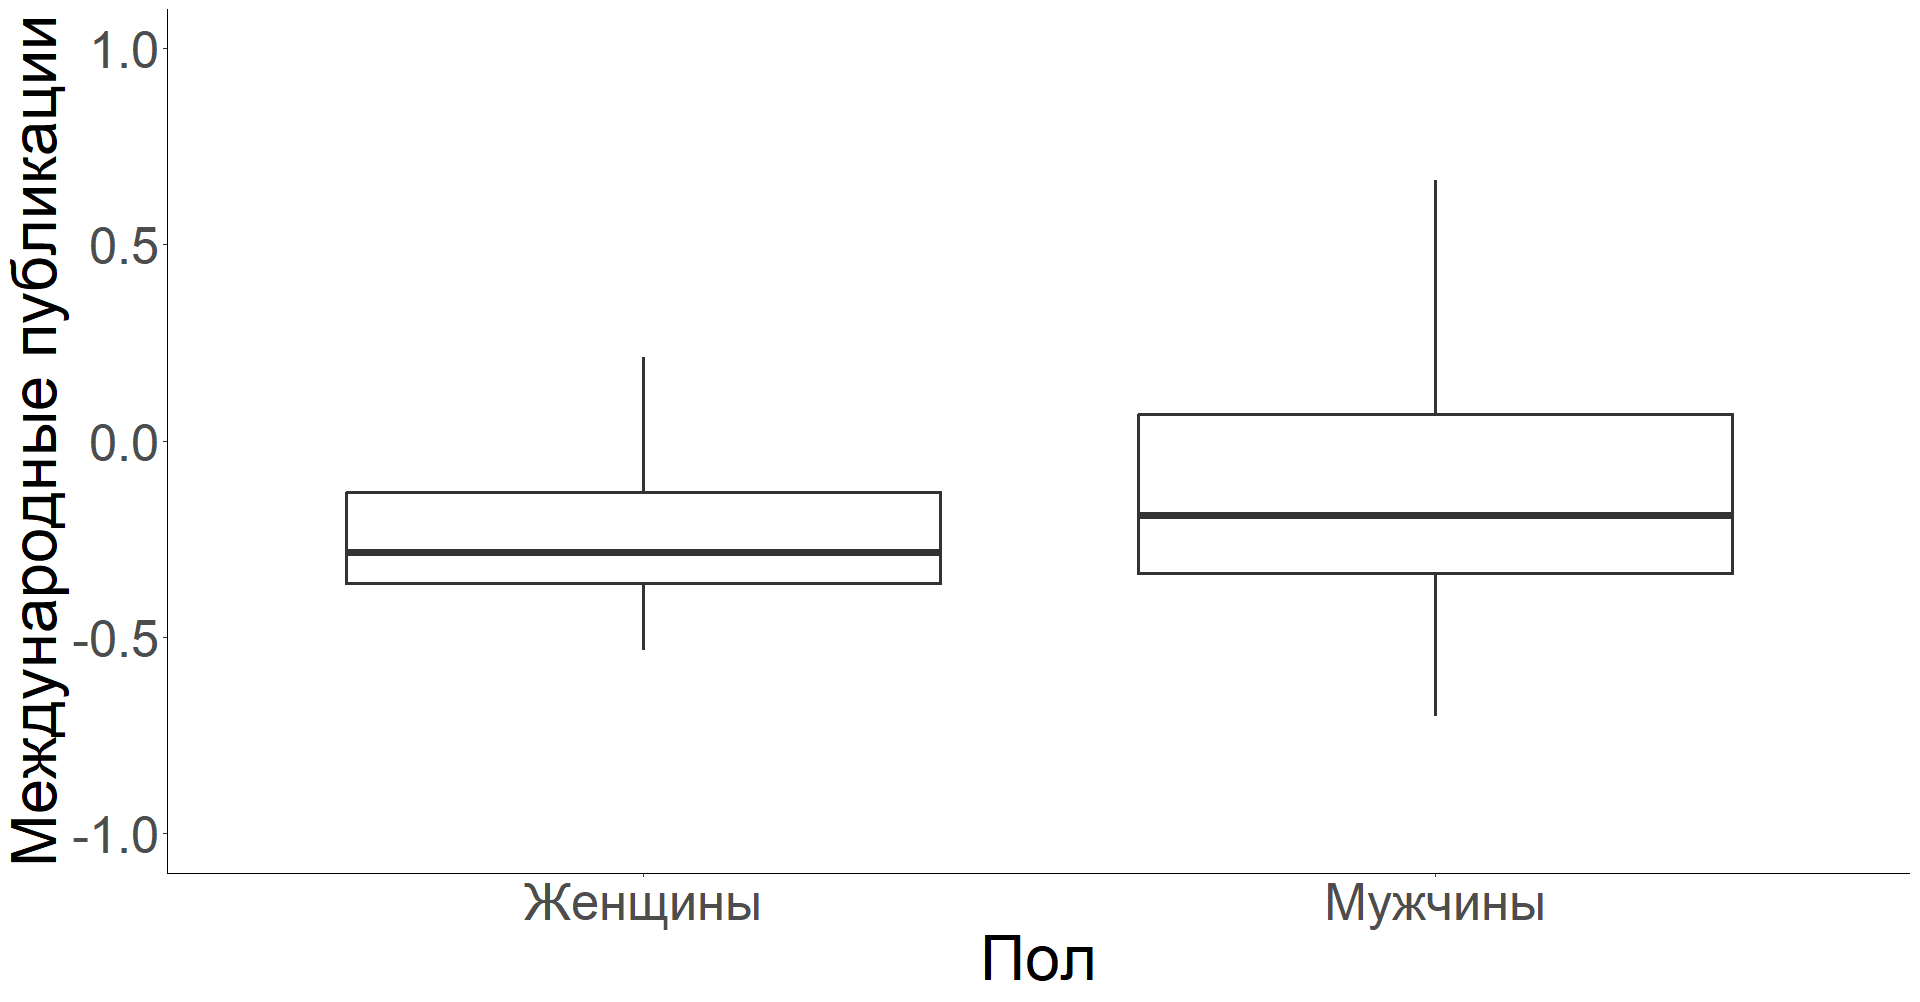 Международные публикации
1.0
0.5
0.0
-0.5
-1.0
Женщины
Мужчины
Пол